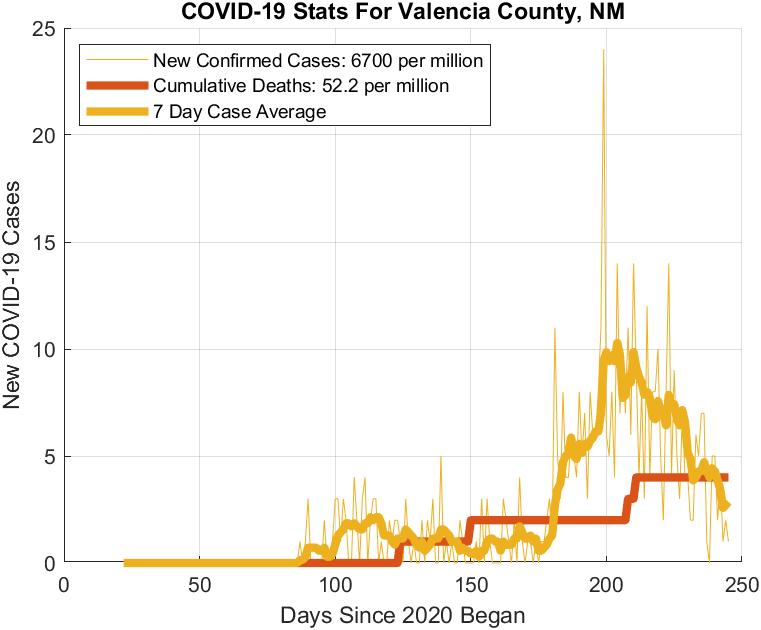 COVID-19 Stats For Valencia County, NM
New Confirmed Cases: 6700 per million
Cumulative Deaths: 52.2 per million
7 Day Case Average
New COVID-19 Cases
25
20
15
10
5
0
0 50 100 150 200 250
Days Since 2020 Began